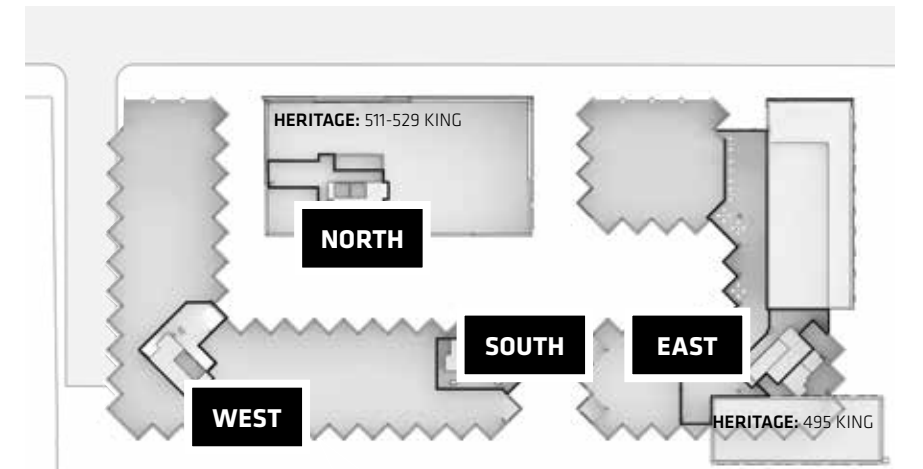 HERITAGE: 511-529 KING
NORTH
SOUTH
EAST
WEST
HERITAGE: 495 KING